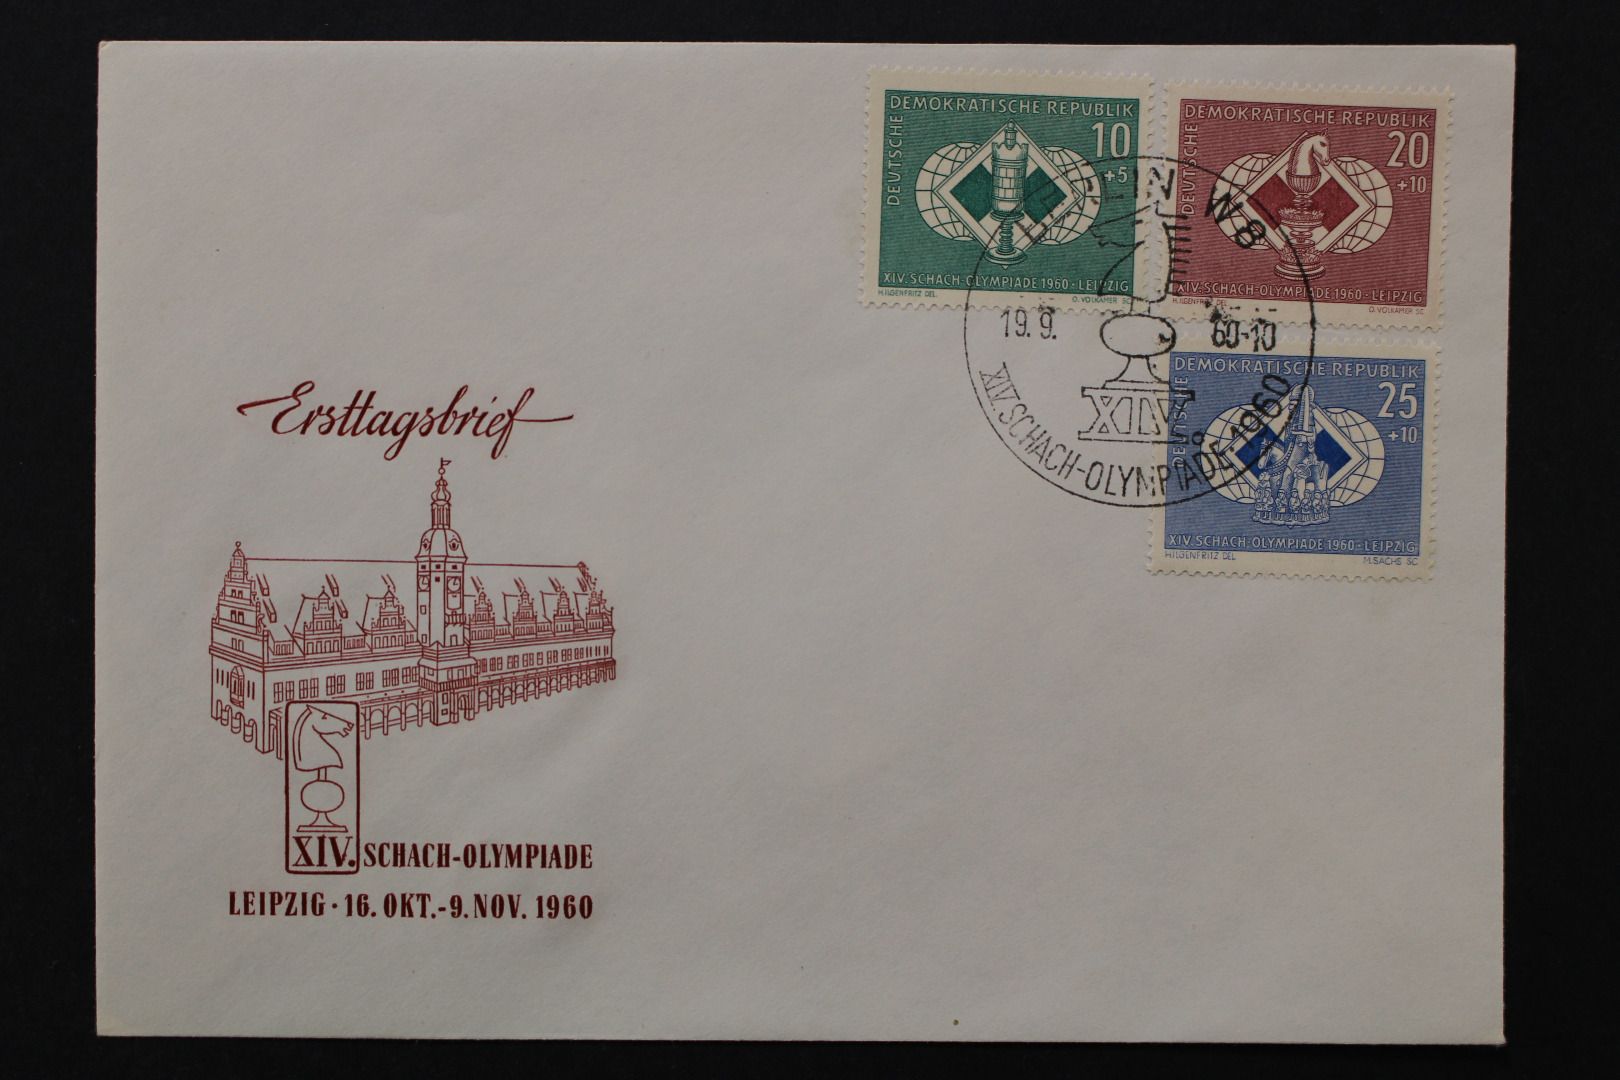 DEUTSCHE DEMOKRATISCHE REPUBLIK
10
+5
XIV. SCHACH-OLYMPIADE 1960 · LEIPZIG
H. ILGENFRITZ DEL.
O. VOLKAMER SC
DEUTSCHE DEMOKRATISCHE REPUBLIK
20
+10
XIV. SCHACH-OLYMPIADE 1960 · LEIPZIG
H. ILGENFRITZ DEL
O. VOLKAMER SC
BERLIN W 8
19. 9.
60-10
XIV.
XIV. SCHACH-OLYMPIADE 1960
DEUTSCHE DEMOKRATISCHE REPUBLIK
25
+10
XIV. SCHACH-OLYMPIADE 1960 · LEIPZIG
H. ILGENFRITZ DEL
M. SACHS SC
Ersttagsbrief
XIV. SCHACH-OLYMPIADE
LEIPZIG · 16. OKT.-9. NOV. 1960